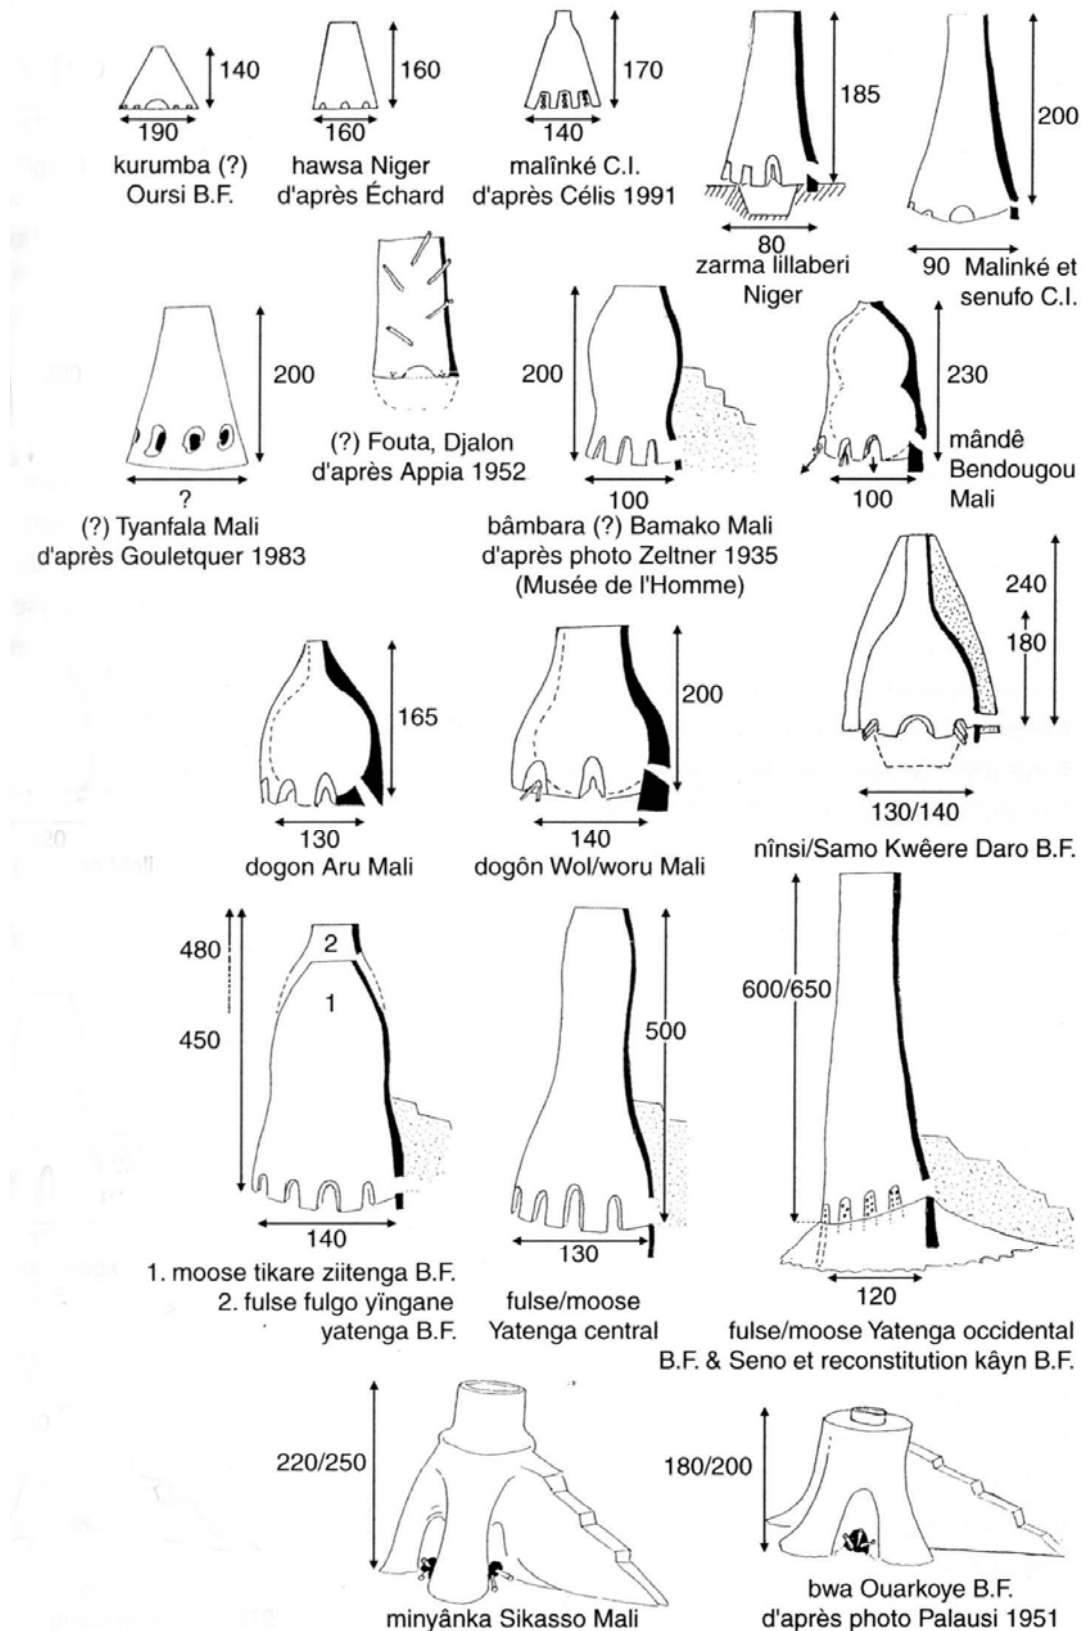 140
190
kurumba (?)
Oursi B.F.
160
160
hawsa Niger
d'après Échard
170
140
malînké C.I.
d'après Célis 1991
185
80
zarma lillaberi
Niger
200
90 Malinké et
senufo C.I.
200
?
(?) Tyanfala Mali
d'après Gouletquer 1983
(?) Fouta, Djalon
d'après Appia 1952
200
100
bâmbara (?) Bamako Mali
d'après photo Zeltner 1935
(Musée de l'Homme)
230
100
mândê
Bendougou
Mali
165
130
dogon Aru Mali
200
140
dogôn Wol/woru Mali
240
180
130/140
nînsi/Samo Kwêere Daro B.F.
480
450
2
1
140
1. moose tikare ziitenga B.F.
2. fulse fulgo yïngane
yatenga B.F.
500
130
fulse/moose
Yatenga central
600/650
120
fulse/moose Yatenga occidental
B.F. & Seno et reconstitution kâyn B.F.
220/250
minyânka Sikasso Mali
180/200
bwa Ouarkoye B.F.
d'après photo Palausi 1951